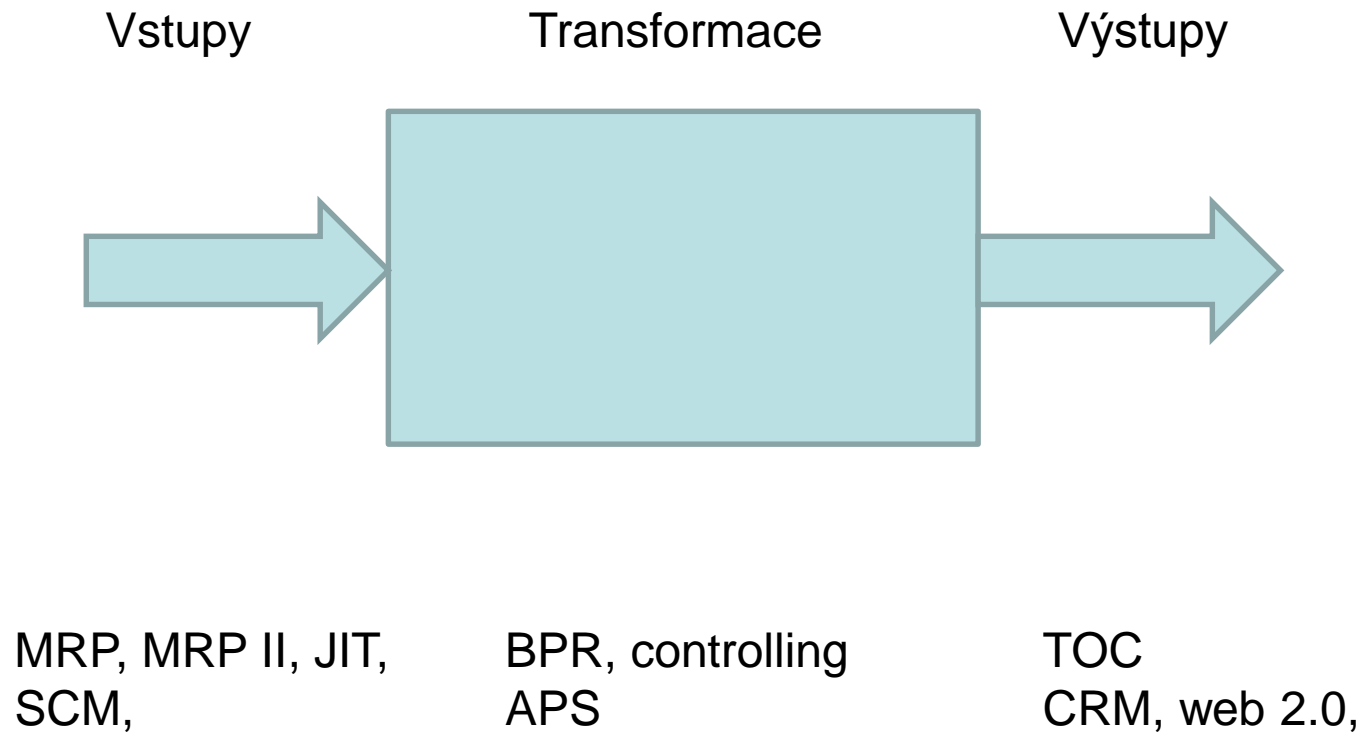 Vstupy
Transformace
Výstupy
MRP, MRP II, JIT,
SCM,
BPR, controlling
APS
TOC
CRM, web 2.0,